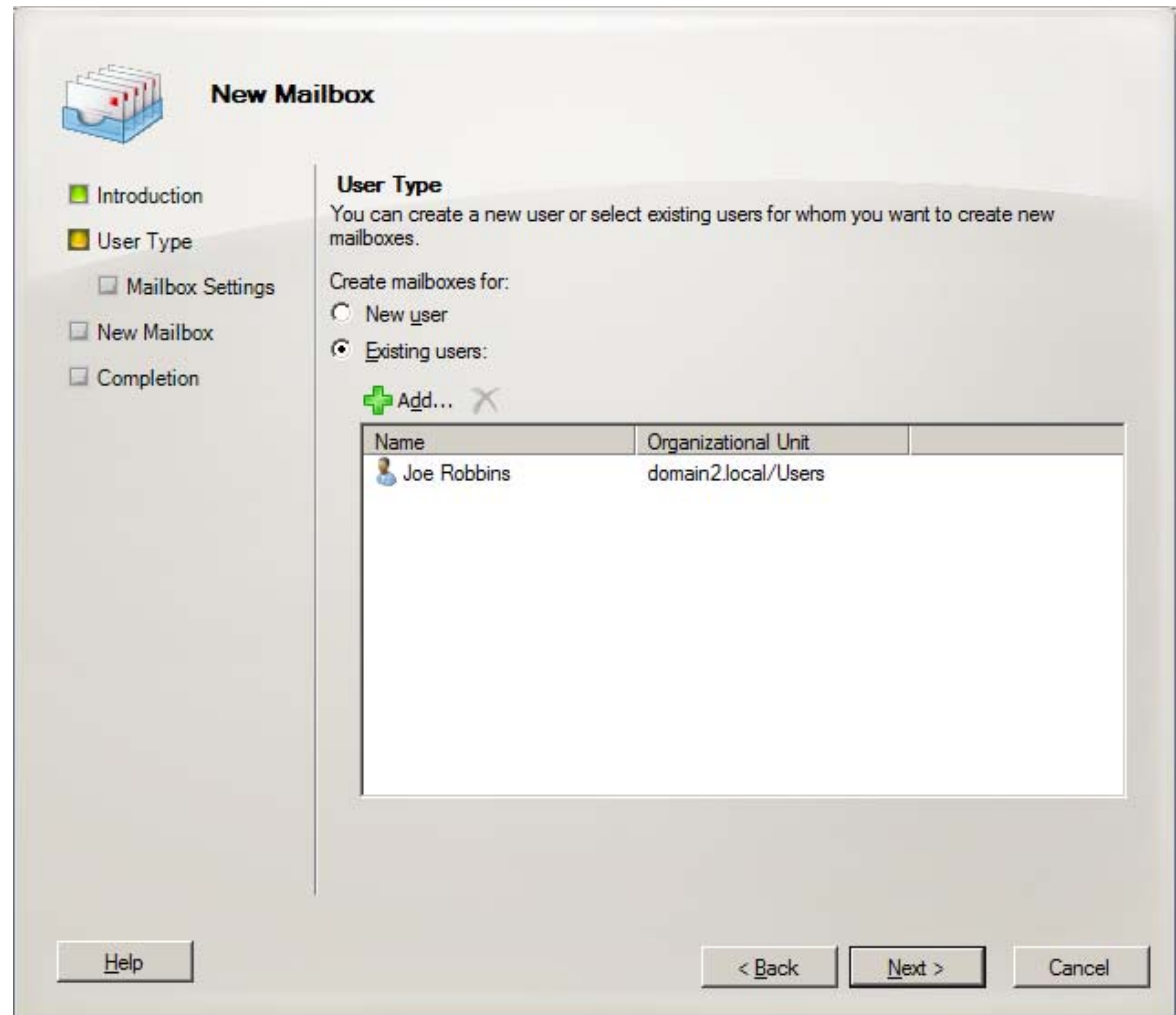 New Mailbox
Introduction
User Type
Mailbox Settings
New Mailbox
Completion
User Type
You can create a new user or select existing users for whom you want to create new
mailboxes.
Create mailboxes for:
New user
Existing users:
Add...
Name Organizational Unit
Joe Robbins domain2.local/Users
Help < Back Next > Cancel